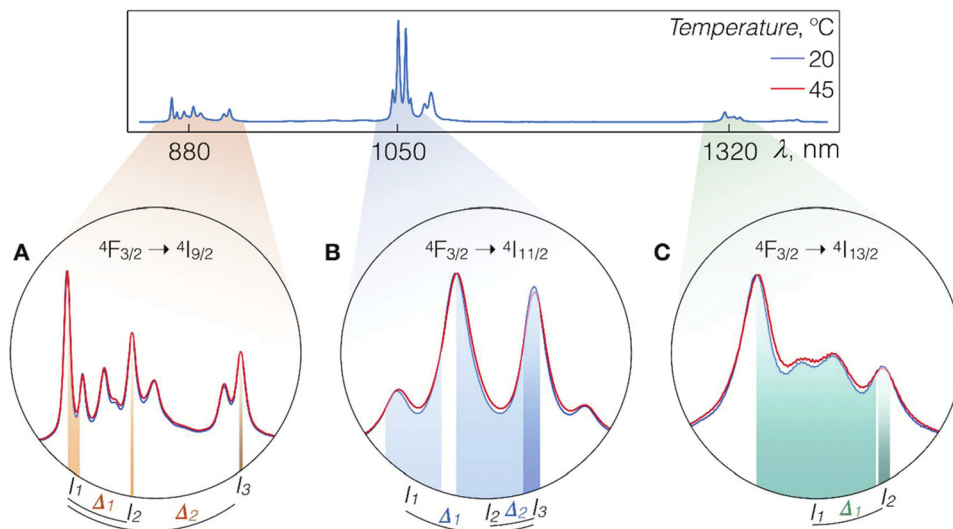 Temperature, °C
20
45
880
1050
1320
λ, nm
A
⁴F₃/₂ → ⁴I₉/₂
B
⁴F₃/₂ → ⁴I₁₁/₂
C
⁴F₃/₂ → ⁴I₁₃/₂
I₁
Δ₁
I₂
Δ₂
I₃
I₁
Δ₁
I₂
Δ₂
I₃
I₁
Δ₁
I₂